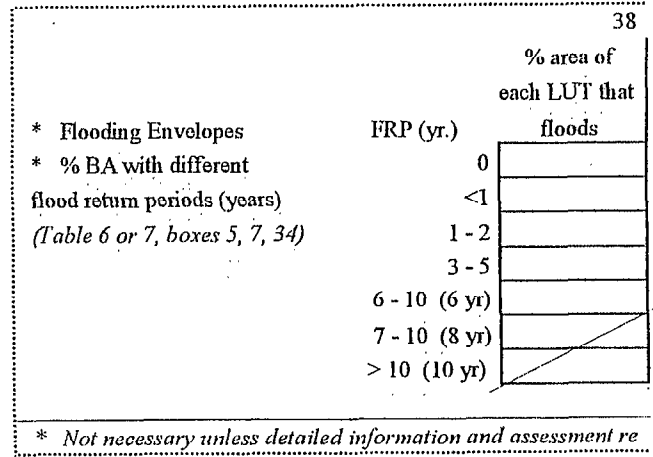 38
% area of
each LUT that
* Flooding Envelopes FRP (yr.) floods
* % BA with different 0
flood return periods (years) <1
(Table 6 or 7, boxes 5, 7, 34) 1 - 2
3 - 5
6 - 10 (6 yr)
7 - 10 (8 yr)
> 10 (10 yr)
* Not necessary unless detailed information and assessment re